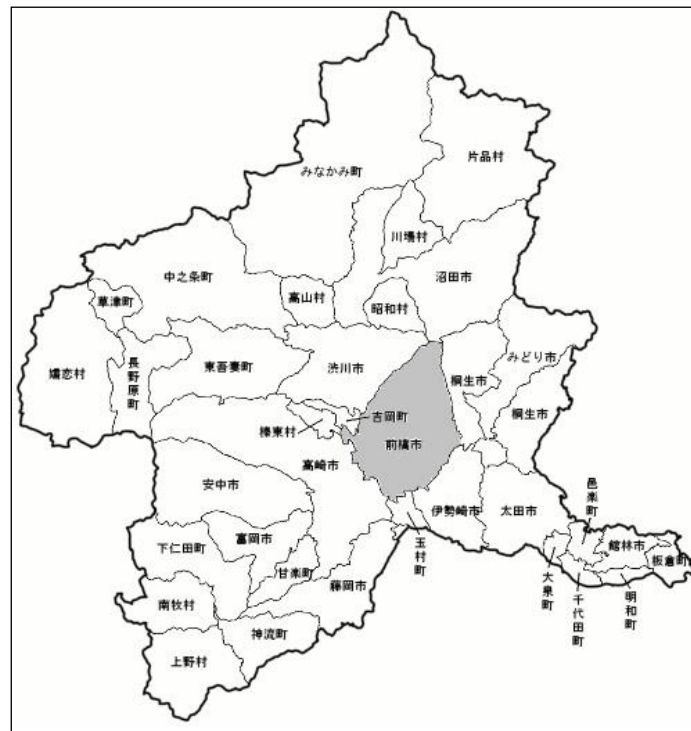 片品村
みなかみ町
川場村
中之条町
沼田市
草津町
高山村
昭和村
嬬恋村
長野原町
東吾妻町
渋川市
みどり市
桐生市
桐生市
吉岡町
榛東村
前橋市
高崎市
安中市
伊勢崎市
太田市
邑楽町
富岡市
下仁田町
館林市
板倉町
甘楽町
藤岡市
玉村町
大泉町
千代田町
明和町
南牧村
神流町
上野村